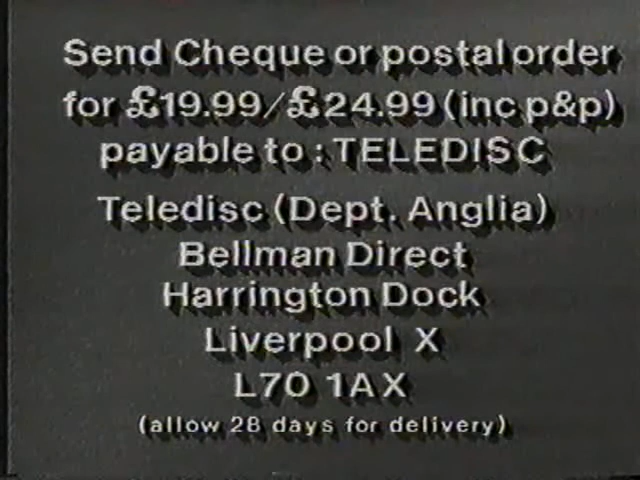 Send Cheque or postal order
for £19.99/£24.99 (inc p&p)
payable to : TELEDISC
Teledisc (Dept. Anglia)
Bellman Direct
Harrington Dock
Liverpool X
L70 1AX
(allow 28 days for delivery)